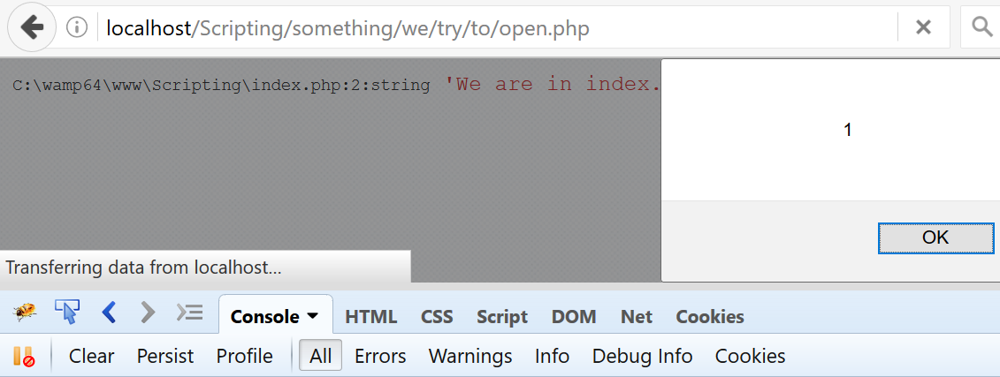 localhost/Scripting/something/we/try/to/open.php
C:\wamp64\www\Scripting\index.php:2:string 'We are in index.
1
OK
Transferring data from localhost...
Console HTML CSS Script DOM Net Cookies
Clear Persist Profile All Errors Warnings Info Debug Info Cookies